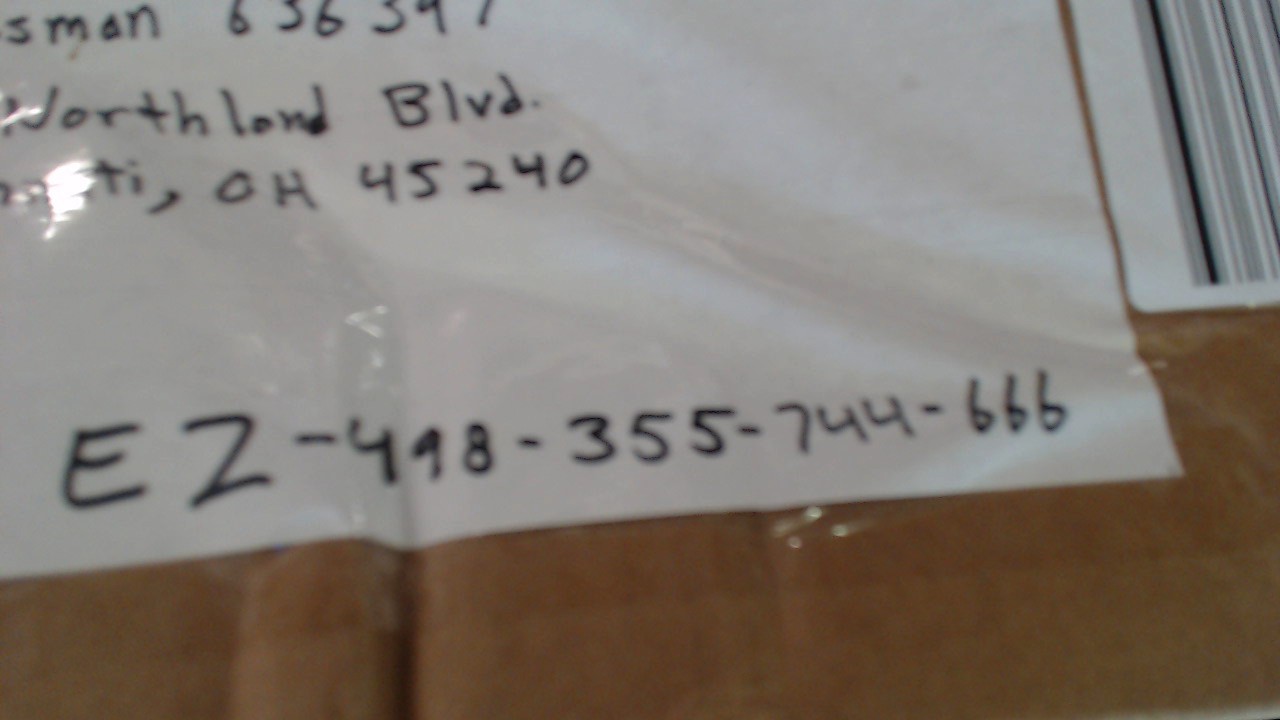 sman 636397
Northland Blvd.
ti, OH 45240
EZ-498-355-744-666